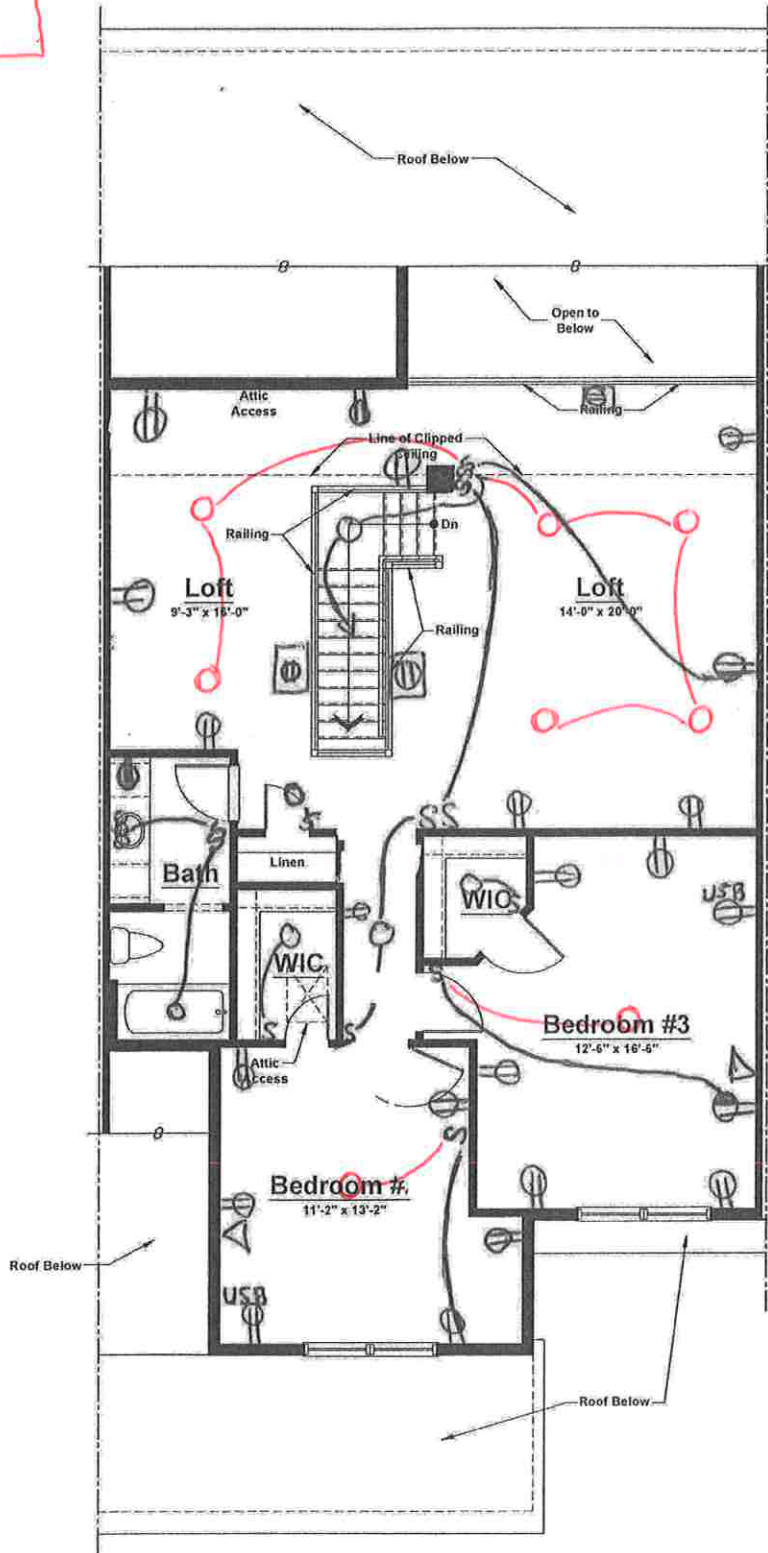 Roof Below
Open to
Below
Attic
Access
Railing
Line of Clipped
Ceiling
S
S
S
Railing
Dn
Loft
9'-3" x 16'-0"
Loft
14'-0" x 20'-0"
Railing
S
S S
Linen
S
Bath
WIC
S
USB
WIC
S
S
S
Bedroom #3
12'-6" x 16'-6"
Attic
Access
S
Bedroom #
11'-2" x 13'-2"
Roof Below
USB
Roof Below